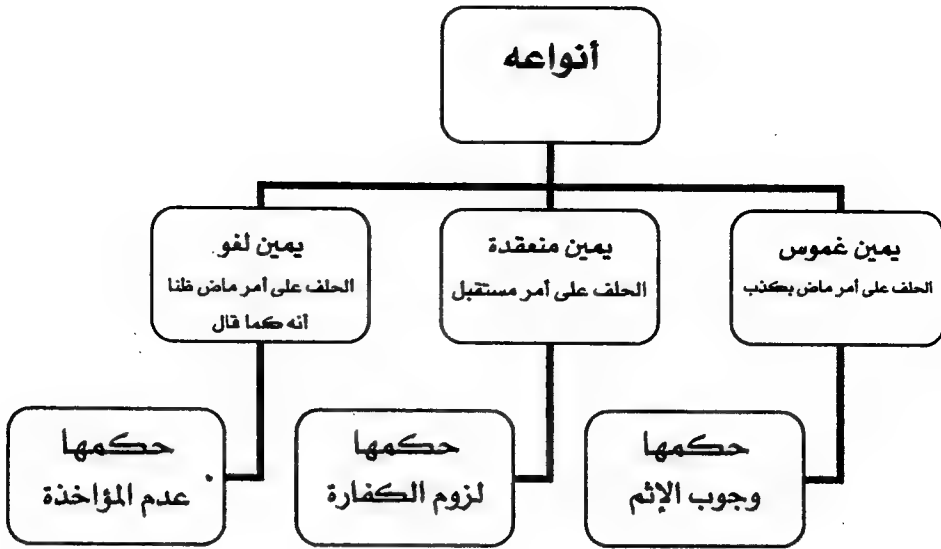 أنواعه
يمين غموس
الحلف على أمر ماض بكذب
يمين منعقدة
الحلف على أمر مستقبل
يمين لغو
الحلف على أمر ماض ظنا
أنه كما قال
حكمها
وجوب الإثم
حكمها
لزوم الكفارة
حكمها
عدم المؤاخذة